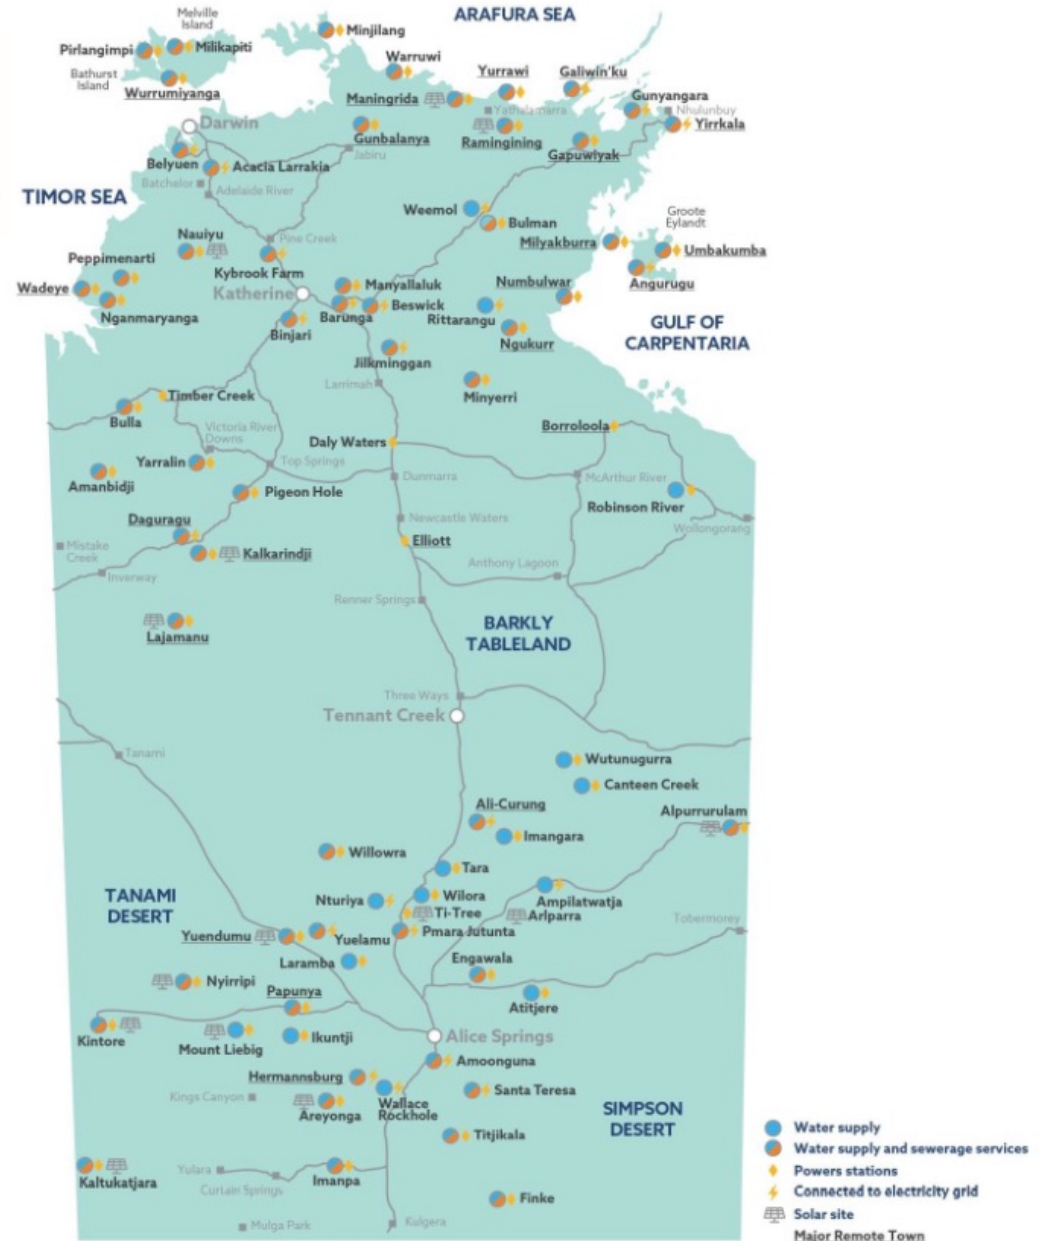 ARAFURA SEA
Melville
Island
Minjilang
Pirlangimpi
Milikapiti
Warruwi
Bathurst
Island
Yurrawi
Galiwin'ku
Wurrumiyanga
Maningrida
Gunyangara
Yathalamarra
Nhulunbuy
Darwin
Yirrkala
Gunbalanya
Ramingining
Jabiru
Gapuwiyak
Belyuen
Acacia Larrakia
Batchelor
Adelaide River
TIMOR SEA
Weemol
Bulman
Groote
Eylandt
Nauiyu
Pine Creek
Milyakburra
Umbakumba
Peppimenarti
Kybrook Farm
Numbulwar
Angurugu
Wadeye
Katherine
Manyallaluk
Nganmaryanga
Barunga
Beswick
Rittarangu
GULF OF
CARPENTARIA
Binjari
Ngukurr
Jilkminggan
Larrimah
Minyerri
Timber Creek
Bulla
Victoria River
Downs
Borroloola
Daly Waters
Yarralin
Top Springs
Amanbidji
Dunmarra
McArthur River
Pigeon Hole
Robinson River
Daguragu
Newcastle Waters
Wollongorang
Mistake
Creek
Elliott
Kalkarindji
Anthony Lagoon
Inverway
Renner Springs
Lajamanu
BARKLY
TABLELAND
Three Ways
Tennant Creek
Tanami
Wutunugurra
Canteen Creek
Ali-Curung
Alpurrurulam
Imangara
Willowra
Tara
TANAMI
DESERT
Nturiya
Wilora
Ampilatwatja
Ti-Tree
Arlparra
Tobermorey
Yuendumu
Yuelamu
Pmara Jutunta
Laramba
Engawala
Nyirripi
Papunya
Atitjere
Kintore
Mount Liebig
Ikuntji
Alice Springs
Amoonguna
Hermannsburg
Santa Teresa
Kings Canyon
Areyonga
Wallace
Rockhole
SIMPSON
DESERT
Titjikala
Kaltukatjara
Yulara
Curtain Springs
Imanpa
Finke
Mulga Park
Kulgera
Water supply
Water supply and sewerage services
Powers stations
Connected to electricity grid
Solar site
Major Remote Town